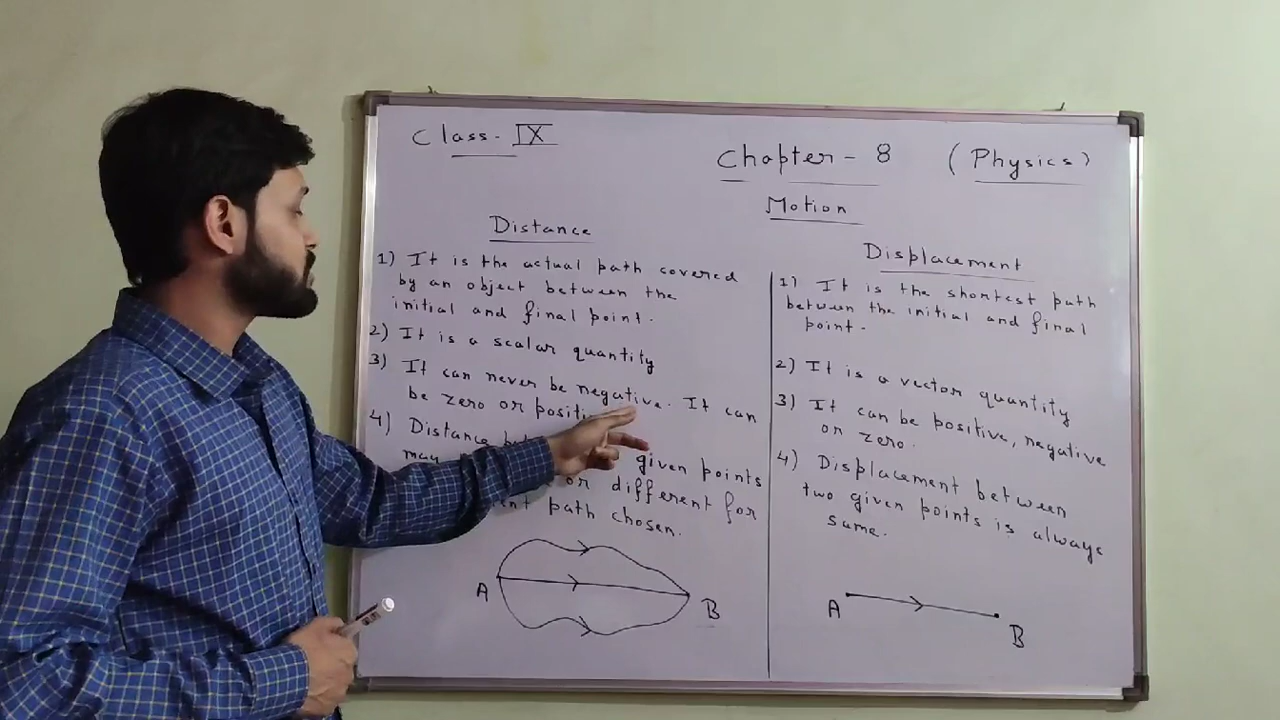 Class - IX
Chapter - 8 (Physics)
Motion
Distance
1) It is the actual path covered
by an object between the
initial and final point.
2) It is a scalar quantity
3) It can never be negative. It can
be zero or
4) Distance
given points
may or different for
path chosen.
A B
Displacement
1) It is the shortest path
between the initial and final
point.
2) It is a vector quantity
3) It can be positive, negative
or zero.
4) Displacement between
two given points is always
same.
A B